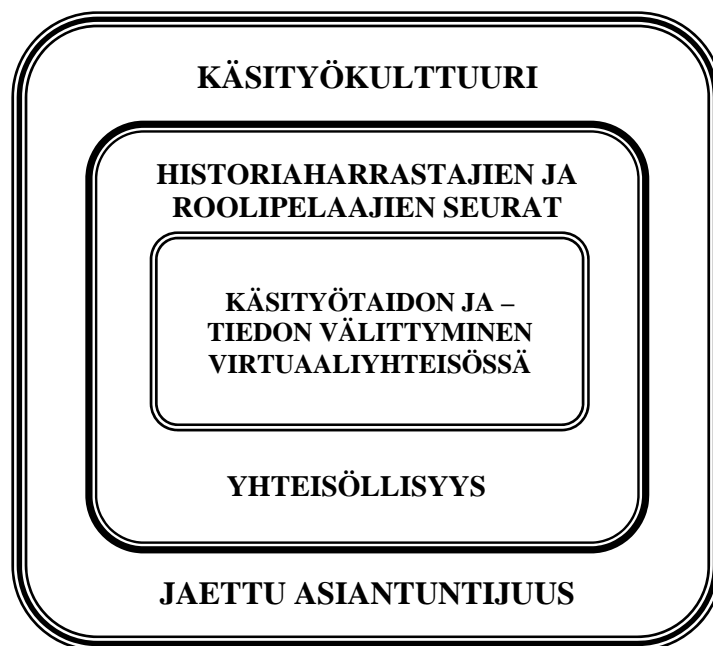 KÄSITYÖKULTTUURI
HISTORIAHARRASTAJIEN JA
ROOLIPELAAJIEN SEURAT
KÄSITYÖTAIDON JA –
TIEDON VÄLITTYMINEN
VIRTUAALIYHTEISÖSSÄ
YHTEISÖLLISYYS
JAETTU ASIANTUNTIJUUS